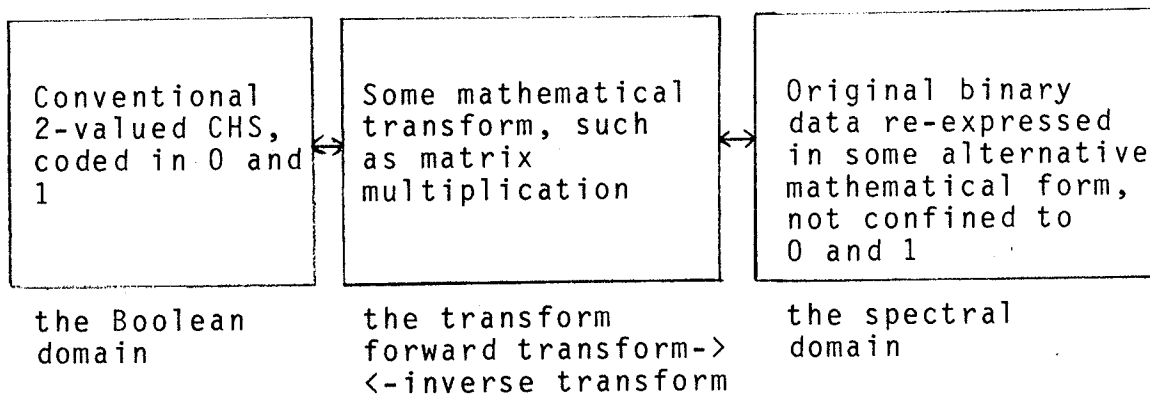 Conventional
2-valued CHS,
coded in 0 and
1
Some mathematical
transform, such
as matrix
multiplication
Original binary
data re-expressed
in some alternative
mathematical form,
not confined to
0 and 1
the Boolean
domain
the transform
forward transform->
<-inverse transform
the spectral
domain